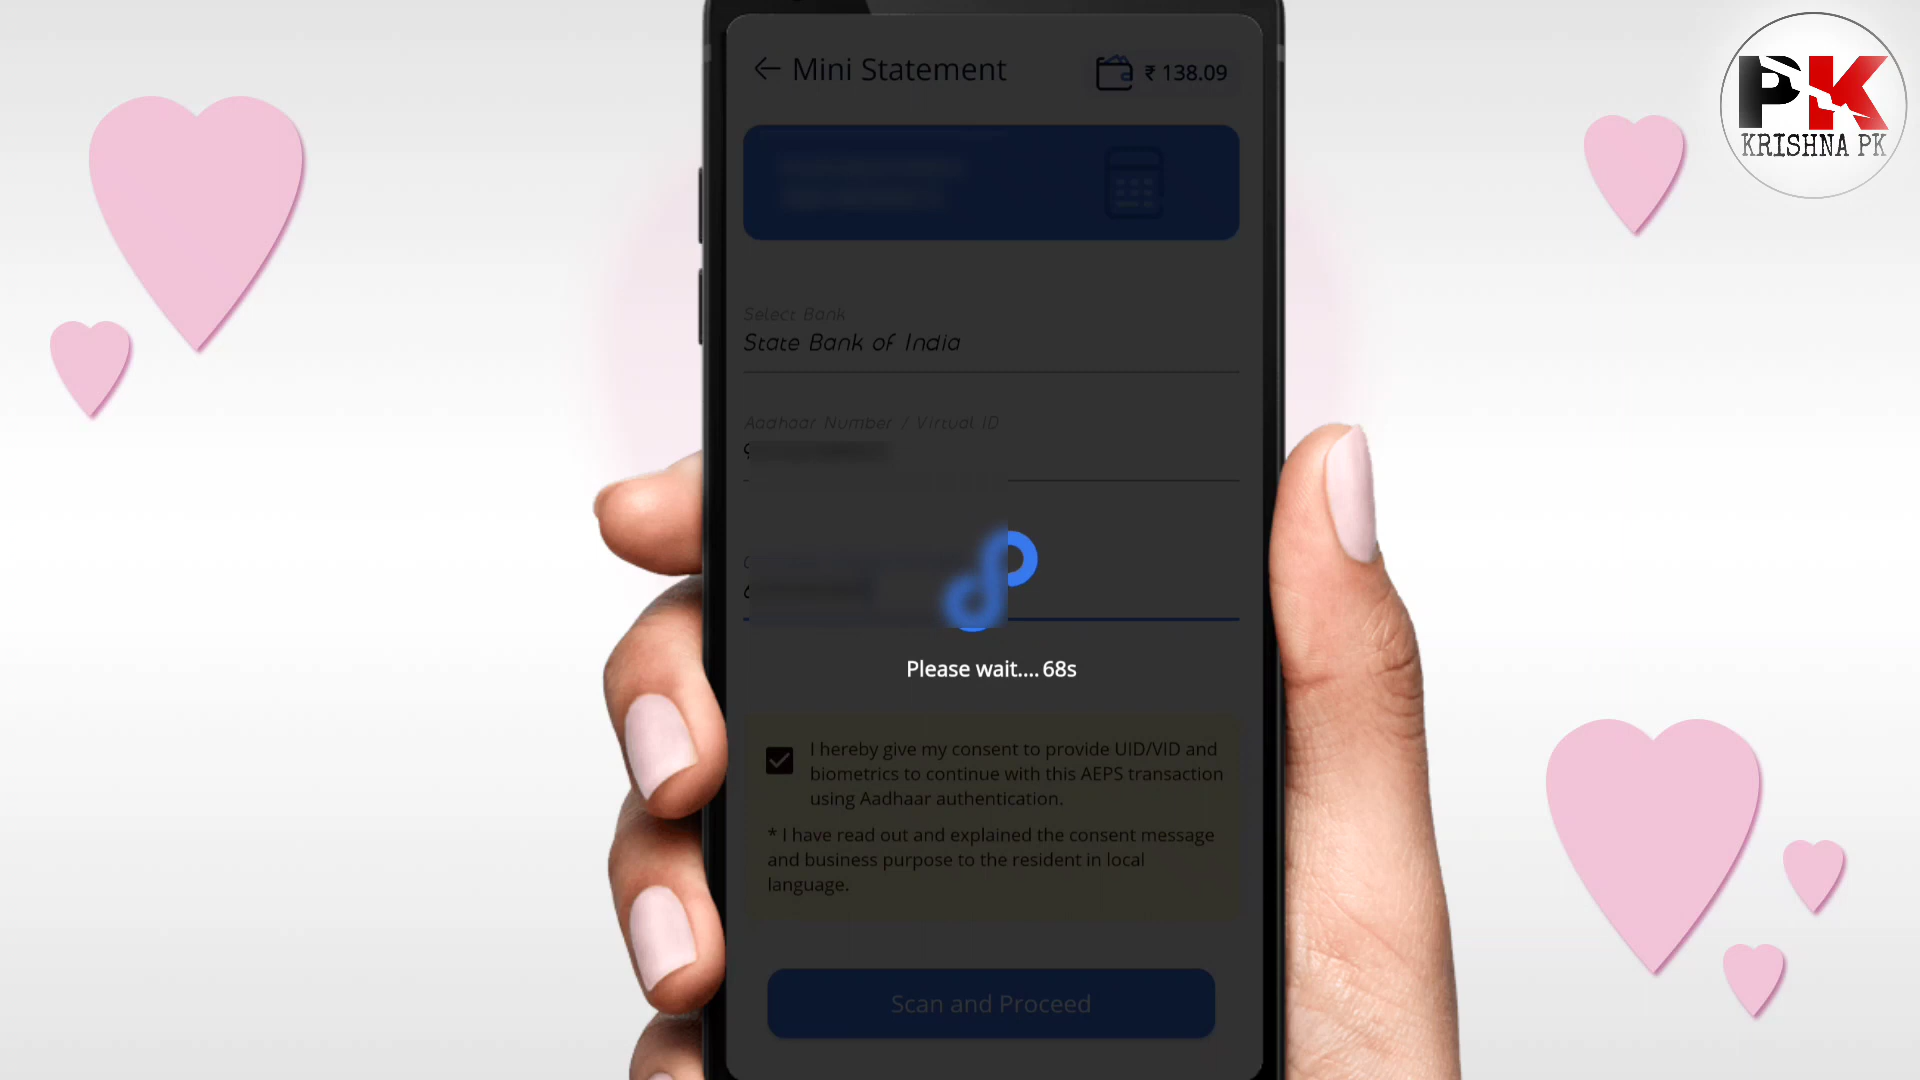 Mini Statement
₹ 138.09
PK
KRISHNA PK
Select Bank
State Bank of India
Aadhaar Number / Virtual ID
Please wait.... 68s
I hereby give my consent to provide UID/VID and
biometrics to continue with this AEPS transaction
using Aadhaar authentication.
* I have read out and explained the consent message
and business purpose to the resident in local
language.
Scan and Proceed